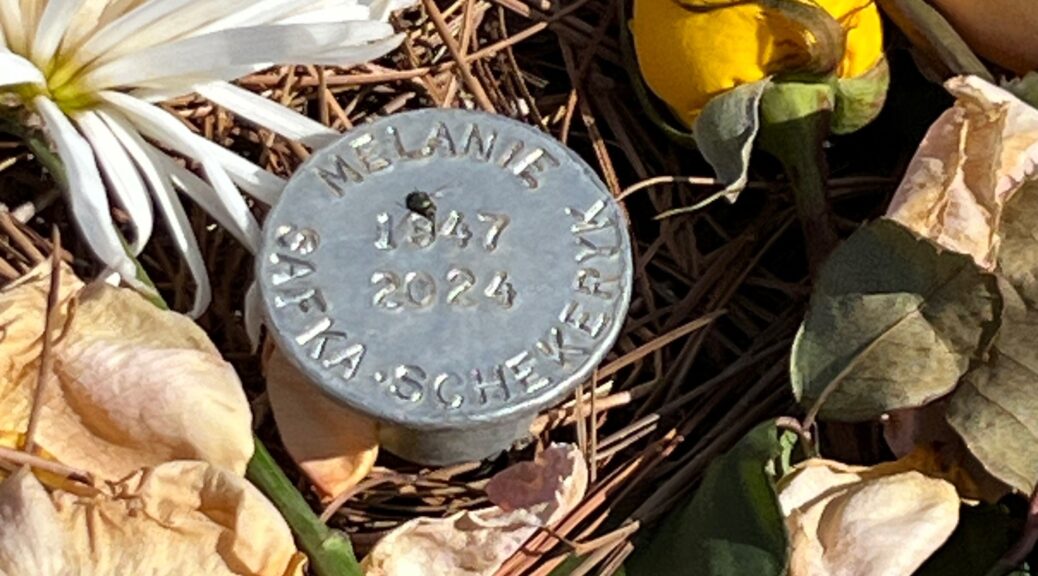 MELANIE
SAFKA·SCHEKERYK
1947
2024